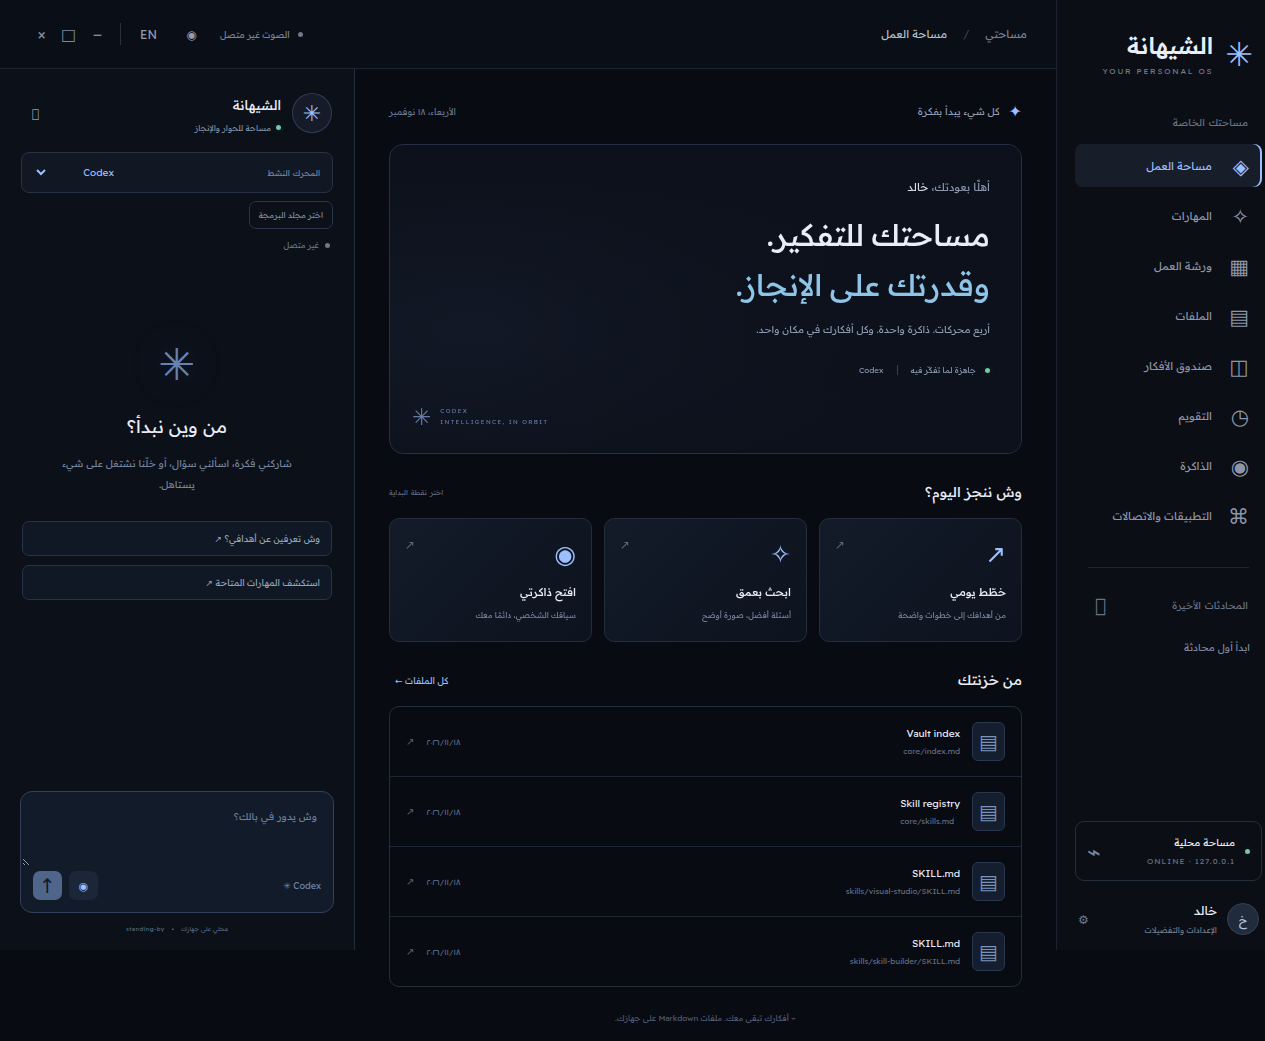 الشيهانة
YOUR PERSONAL OS
مساحتك الخاصة
مساحة العمل
المهارات
ورشة العمل
الملفات
صندوق الأفكار
التقويم
الذاكرة
التطبيقات والاتصالات
المحادثات الأخيرة
ابدأ أول محادثة
مساحة محلية
ONLINE · 127.0.0.1
خ
خالد
الإعدادات والتفضيلات
مساحتي / مساحة العمل
الصوت غير متصل
EN
كل شيء يبدأ بفكرة
الأربعاء، ١٨ نوفمبر
أهلًا بعودتك، خالد
مساحتك للتفكير.
وقدرتك على الإنجاز.
أربع محركات. ذاكرة واحدة. وكل أفكارك في مكان واحد.
جاهزة لما تفكّر فيه | Codex
CODEX
INTELLIGENCE, IN ORBIT
وش ننجز اليوم؟
اختر نقطة البداية
↗
خطّط يومي
من أهدافك إلى خطوات واضحة
↗
ابحث بعمق
أسئلة أفضل، صورة أوضح
↗
افتح ذاكرتي
سياقك الشخصي، دائمًا معك
↗
من خزنتك
كل الملفات ←
Vault index
core/index.md
٢٠٢٦/١١/١٨ ↗
Skill registry
core/skills.md
٢٠٢٦/١١/١٨ ↗
SKILL.md
skills/visual-studio/SKILL.md
٢٠٢٦/١١/١٨ ↗
SKILL.md
skills/skill-builder/SKILL.md
٢٠٢٦/١١/١٨ ↗
أفكارك تبقى معك. ملفات Markdown على جهازك.
الشيهانة
مساحة للحوار والإنجاز
المحرك النشط
Codex
اختر مجلد البرمجة
غير متصل
من وين نبدأ؟
شاركني فكرة، اسألني سؤال، أو خلّنا نشتغل على شيء
يستاهل.
وش تعرفين عن أهدافي؟ ↗
استكشف المهارات المتاحة ↗
وش يدور في بالك؟
✳ Codex
محلي على جهازك • standing-by